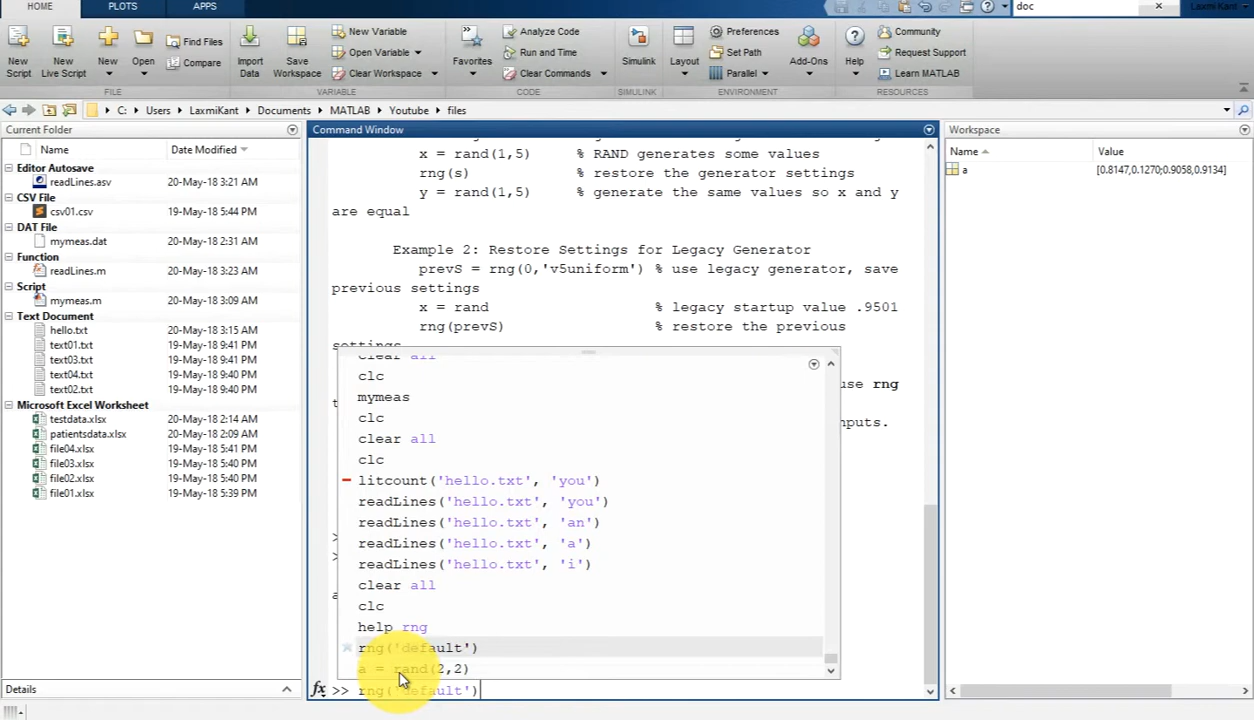 HOME
PLOTS
APPS
doc
Laxmi Kant
New Script
New Live Script
New
Open
Find Files
Compare
Import Data
Save Workspace
New Variable
Open Variable
Clear Workspace
Favorites
Analyze Code
Run and Time
Clear Commands
Simulink
Layout
Preferences
Set Path
Parallel
Add-Ons
Help
Community
Request Support
Learn MATLAB
FILE
VARIABLE
CODE
SIMULINK
ENVIRONMENT
RESOURCES
C: Users LaxmiKant Documents MATLAB Youtube files
Current Folder
Name Date Modified
Editor Autosave
readLines.asv 20-May-18 3:21 AM
CSV File
csv01.csv 19-May-18 5:44 PM
DAT File
mymeas.dat 20-May-18 2:31 AM
Function
readLines.m 20-May-18 3:23 AM
Script
mymeas.m 20-May-18 3:09 AM
Text Document
hello.txt 20-May-18 3:15 AM
text01.txt 19-May-18 9:41 PM
text03.txt 19-May-18 9:41 PM
text04.txt 19-May-18 9:40 PM
text02.txt 19-May-18 9:40 PM
Microsoft Excel Worksheet
testdata.xlsx 20-May-18 2:14 AM
patientsdata.xlsx 20-May-18 2:09 AM
file04.xlsx 19-May-18 5:41 PM
file03.xlsx 19-May-18 5:40 PM
file02.xlsx 19-May-18 5:40 PM
file01.xlsx 19-May-18 5:39 PM
Details
Command Window
x = rand(1,5) % RAND generates some values
rng(s) % restore the generator settings
y = rand(1,5) % generate the same values so x and y
are equal
Example 2: Restore Settings for Legacy Generator
prevS = rng(0,'v5uniform') % use legacy generator, save
previous settings
x = rand % legacy startup value .9501
rng(prevS) % restore the previous
settings
use rng
clear all
clc
mymeas
clc
clear all
clc
litcount('hello.txt', 'you')
readLines('hello.txt', 'you')
readLines('hello.txt', 'an')
readLines('hello.txt', 'a')
readLines('hello.txt', 'i')
clear all
clc
help rng
rng('default')
a = rand(2,2)
fx >> rng('default')
Workspace
Name Value
a [0.8147,0.1270;0.9058,0.9134]